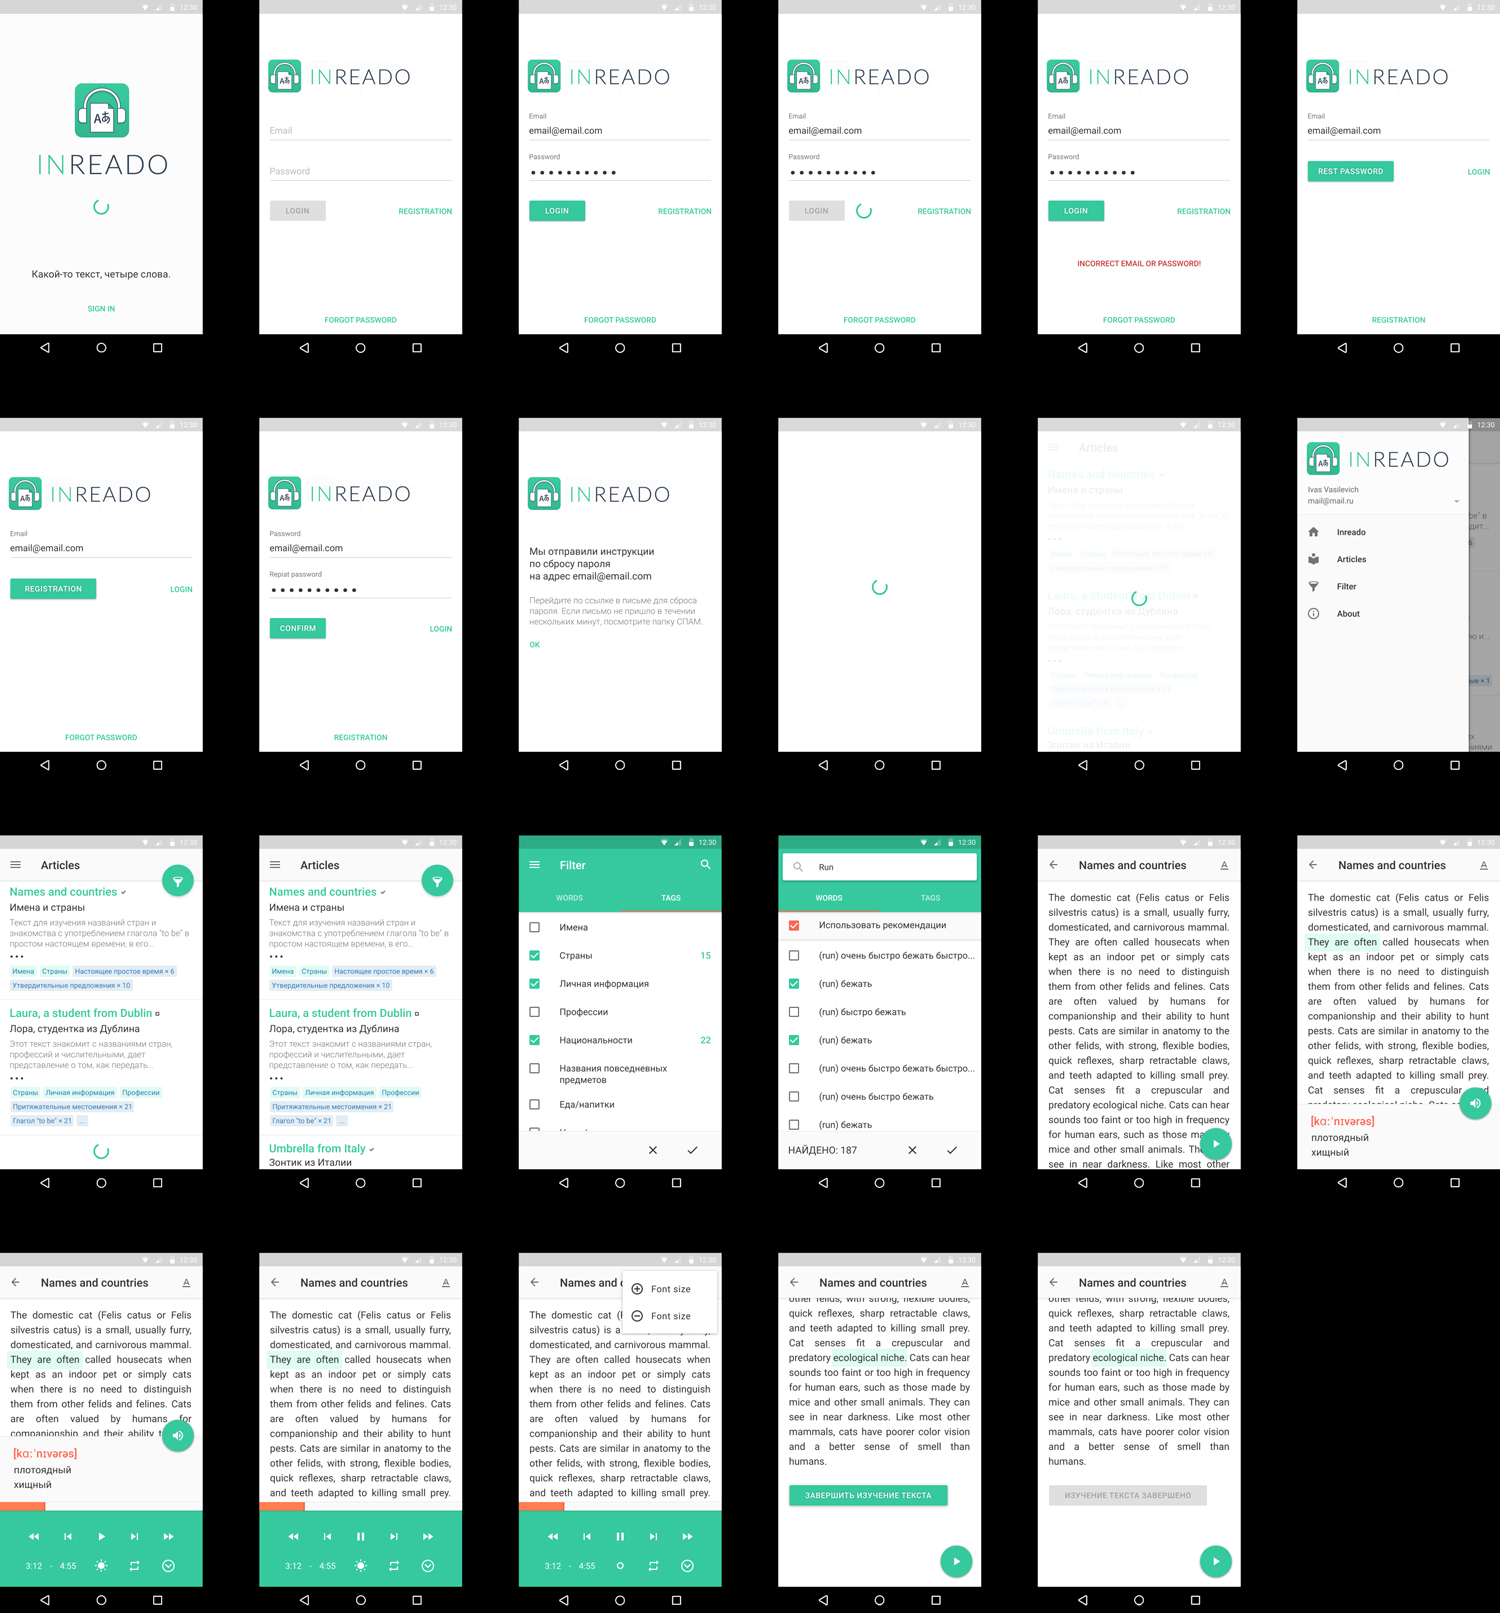 12:30
INREADO
Какой-то текст, четыре слова.
SIGN IN
12:30
INREADO
Email
Password
LOGIN
REGISTRATION
FORGOT PASSWORD
12:30
INREADO
Email
email@email.com
Password
LOGIN
REGISTRATION
FORGOT PASSWORD
12:30
INREADO
Email
email@email.com
Password
LOGIN
REGISTRATION
FORGOT PASSWORD
12:30
INREADO
Email
email@email.com
Password
LOGIN
REGISTRATION
INCORRECT EMAIL OR PASSWORD!
FORGOT PASSWORD
12:30
INREADO
Email
email@email.com
REST PASSWORD
LOGIN
REGISTRATION
12:30
INREADO
Email
email@email.com
REGISTRATION
LOGIN
FORGOT PASSWORD
12:30
INREADO
Password
email@email.com
Repiat password
CONFIRM
LOGIN
REGISTRATION
12:30
INREADO
Мы отправили инструкции
по сбросу пароля
на адрес email@email.com
Перейдите по ссылке в письме для сброса
пароля. Если письмо не пришло в течении
нескольких минут, посмотрите папку СПАМ.
OK
12:30
12:30
Articles
Names and countries
Имена и страны
Laura, a student from Dublin
Лора, студентка из Дублина
Umbrella from Italy
Зонтик из Италии
12:30
INREADO
Ivas Vasilevich
mail@mail.ru
Inreado
Articles
Filter
About
12:30
Articles
Names and countries
Имена и страны
Текст для изучения названий стран и
знакомства с употреблением глагола "to be" в
простом настоящем времени, в его...
•••
Имена Страны Настоящее простое время × 6
Утвердительные предложения × 10
Laura, a student from Dublin
Лора, студентка из Дублина
Этот текст знакомит с названиями стран,
профессий и числительными, дает
представление о том, как передать...
•••
Страны Личная информация Профессии
Притяжательные местоимения × 21
Глагол "to be" × 21 ...
12:30
Articles
Names and countries
Имена и страны
Текст для изучения названий стран и
знакомства с употреблением глагола "to be" в
простом настоящем времени, в его...
•••
Имена Страны Настоящее простое время × 6
Утвердительные предложения × 10
Laura, a student from Dublin
Лора, студентка из Дублина
Этот текст знакомит с названиями стран,
профессий и числительными, дает
представление о том, как передать...
•••
Страны Личная информация Профессии
Притяжательные местоимения × 21
Глагол "to be" × 21 ...
Umbrella from Italy
Зонтик из Италии
12:30
Filter
WORDS TAGS
Имена
Страны 15
Личная информация
Профессии
Национальности 22
Названия повседневных
предметов
Еда/напитки
12:30
Run
WORDS TAGS
Использовать рекомендации
(run) очень быстро бежать быстро...
(run) бежать
(run) быстро бежать
(run) бежать
(run) очень быстро бежать быстро...
(run) очень быстро бежать
(run) бежать
НАЙДЕНО: 187
12:30
Names and countries A
The domestic cat (Felis catus or Felis
silvestris catus) is a small, usually furry,
domesticated, and carnivorous mammal.
They are often called housecats when
kept as an indoor pet or simply cats
when there is no need to distinguish
them from other felids and felines. Cats
are often valued by humans for
companionship and their ability to hunt
pests. Cats are similar in anatomy to the
other felids, with strong, flexible bodies,
quick reflexes, sharp retractable claws,
and teeth adapted to killing small prey.
Cat senses fit a crepuscular and
predatory ecological niche. Cats can hear
sounds too faint or too high in frequency
for human ears, such as those made by
mice and other small animals. They
see in near darkness. Like most other
12:30
Names and countries A
The domestic cat (Felis catus or Felis
silvestris catus) is a small, usually furry,
domesticated, and carnivorous mammal.
They are often called housecats when
kept as an indoor pet or simply cats
when there is no need to distinguish
them from other felids and felines. Cats
are often valued by humans for
companionship and their ability to hunt
pests. Cats are similar in anatomy to the
other felids, with strong, flexible bodies,
quick reflexes, sharp retractable claws,
and teeth adapted to killing small prey.
Cat senses fit a crepuscular and
predatory ecological niche. Cats can hear
[kɑːˈnɪvərəs]
плотоядный
хищный
12:30
Names and countries A
The domestic cat (Felis catus or Felis
silvestris catus) is a small, usually furry,
domesticated, and carnivorous mammal.
They are often called housecats when
kept as an indoor pet or simply cats
when there is no need to distinguish
them from other felids and felines. Cats
are often valued by humans for
companionship and their ability
[kɑːˈnɪvərəs]
плотоядный
хищный
3:12 - 4:55
12:30
Names and countries A
The domestic cat (Felis catus or Felis
silvestris catus) is a small, usually furry,
domesticated, and carnivorous mammal.
They are often called housecats when
kept as an indoor pet or simply cats
when there is no need to distinguish
them from other felids and felines. Cats
are often valued by humans for
companionship and their ability to hunt
pests. Cats are similar in anatomy to the
other felids, with strong, flexible bodies,
quick reflexes, sharp retractable claws,
and teeth adapted to killing small prey.
3:12 - 4:55
12:30
Names and c
Font size
Font size
The domestic cat (F
silvestris catus) is a
domesticated, and carnivorous mammal.
They are often called housecats when
kept as an indoor pet or simply cats
when there is no need to distinguish
them from other felids and felines. Cats
are often valued by humans for
companionship and their ability to hunt
pests. Cats are similar in anatomy to the
other felids, with strong, flexible bodies,
quick reflexes, sharp retractable claws,
and teeth adapted to killing small prey.
3:12 - 4:55
12:30
Names and countries A
other felids, with strong, flexible bodies,
quick reflexes, sharp retractable claws,
and teeth adapted to killing small prey.
Cat senses fit a crepuscular and
predatory ecological niche. Cats can hear
sounds too faint or too high in frequency
for human ears, such as those made by
mice and other small animals. They can
see in near darkness. Like most other
mammals, cats have poorer color vision
and a better sense of smell than
humans.
ЗАВЕРШИТЬ ИЗУЧЕНИЕ ТЕКСТА
12:30
Names and countries A
other felids, with strong, flexible bodies,
quick reflexes, sharp retractable claws,
and teeth adapted to killing small prey.
Cat senses fit a crepuscular and
predatory ecological niche. Cats can hear
sounds too faint or too high in frequency
for human ears, such as those made by
mice and other small animals. They can
see in near darkness. Like most other
mammals, cats have poorer color vision
and a better sense of smell than
humans.
ИЗУЧЕНИЕ ТЕКСТА ЗАВЕРШЕНО